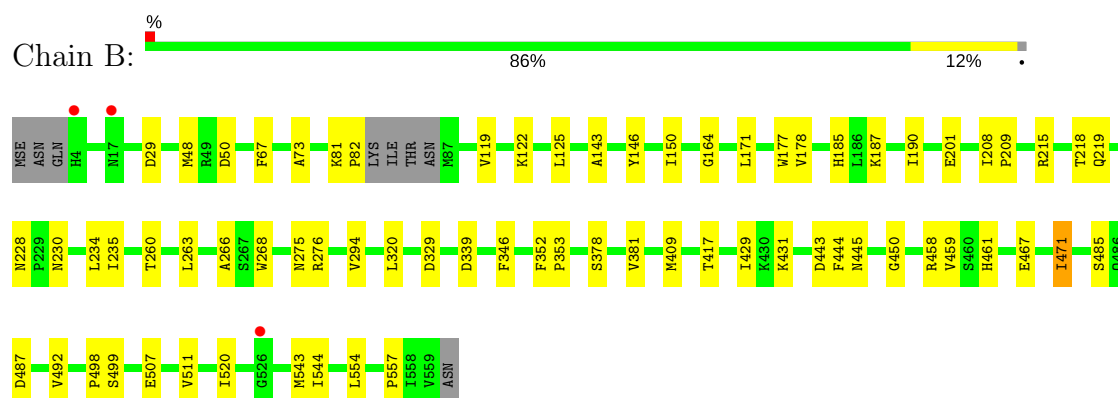 %
Chain B:
86% 12% •
MSE ASN GLN H4 N17 D29 M48 R49 D50 F67 A73 K81 P82 LYS ILE THR ASN M87 V119 K122 L125 A143 Y146 I150 G164 L171 W177 V178 H185 L186 K187 I190 E201 I208 P209 R215 T218 Q219
N228 P229 N230 L234 I235 T260 L263 A266 S267 W268 N275 R276 V294 L320 D329 D339 F346 F352 P353 S378 V381 M409 T417 I429 K430 K431 D443 F444 N445 G450 R458 V459 S460 H461 E467 I471 S485
D487 V492 P498 S499 E507 V511 I520 G526 M543 I544 L554 P557 I558 V559 ASN